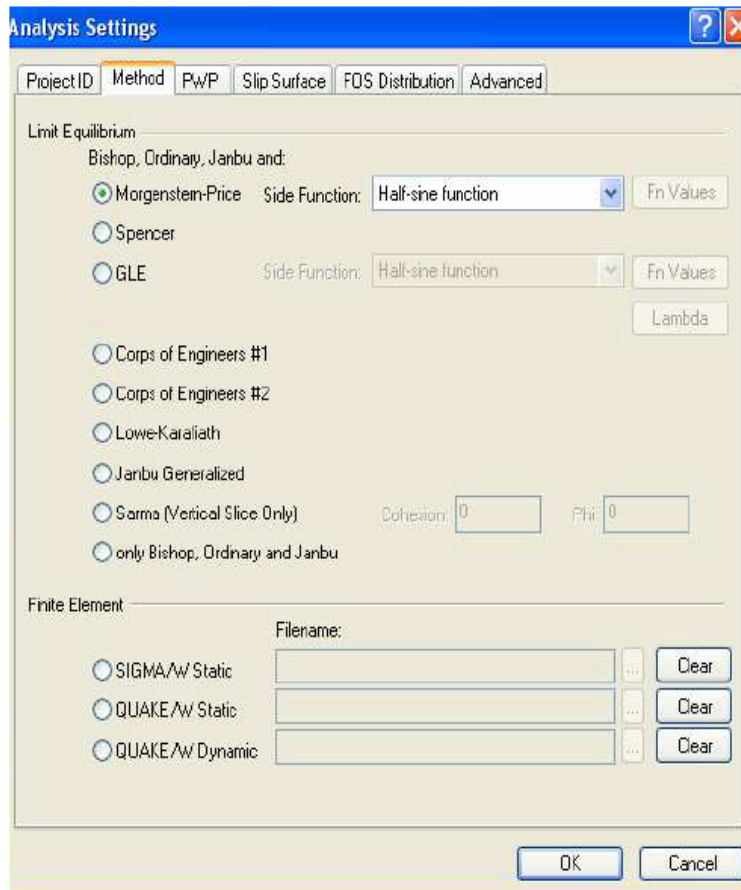 Analysis Settings
Project ID Method PWP Slip Surface FOS Distribution Advanced
Limit Equilibrium
Bishop, Ordinary, Janbu and:
Morgenstern-Price Side Function: Half-sine function Fn Values
Spencer
GLE Side Function: Half-sine function Fn Values
Lambda
Corps of Engineers #1
Corps of Engineers #2
Lowe-Karafiath
Janbu Generalized
Sarma (Vertical Slice Only) Cohesion: 0 Phi: 0
only Bishop, Ordinary and Janbu
Finite Element
Filename:
SIGMA/W Static ... Clear
QUAKE/W Static ... Clear
QUAKE/W Dynamic ... Clear
OK Cancel